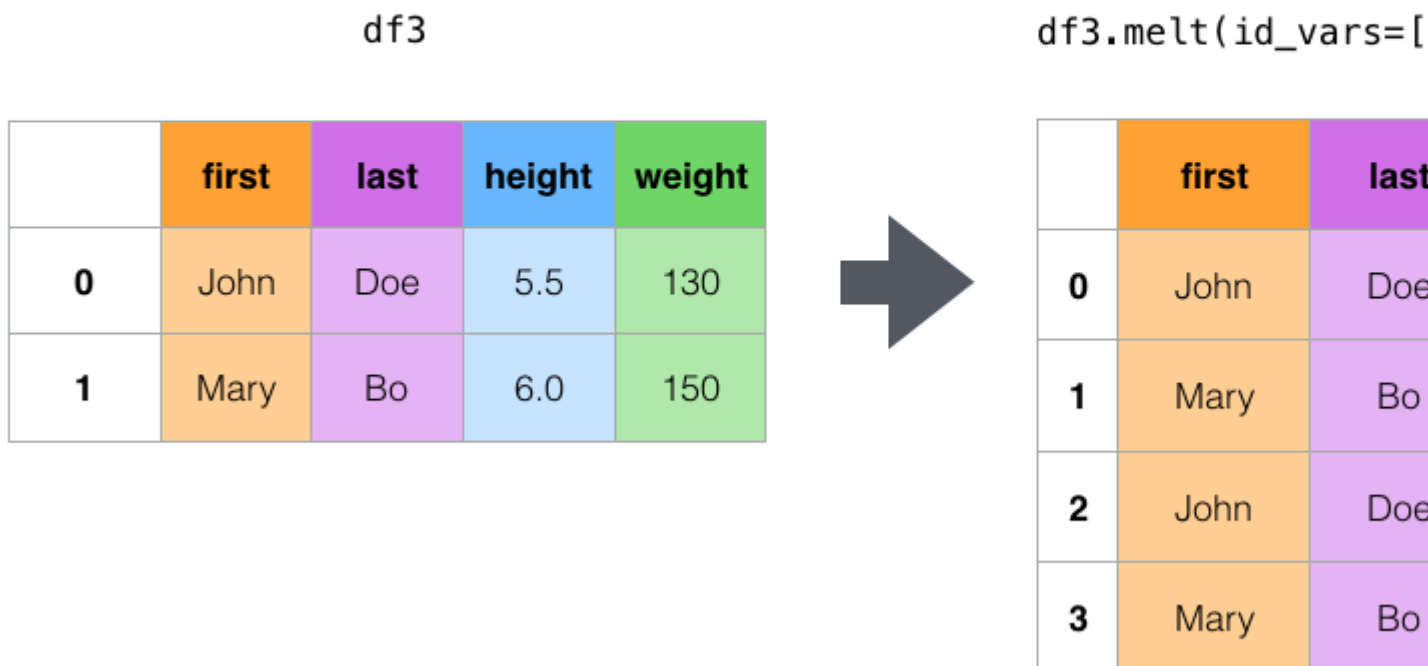 df3
first last height weight
0 John Doe 5.5 130
1 Mary Bo 6.0 150
df3.melt(id_vars=[
first last
0 John Doe
1 Mary Bo
2 John Doe
3 Mary Bo